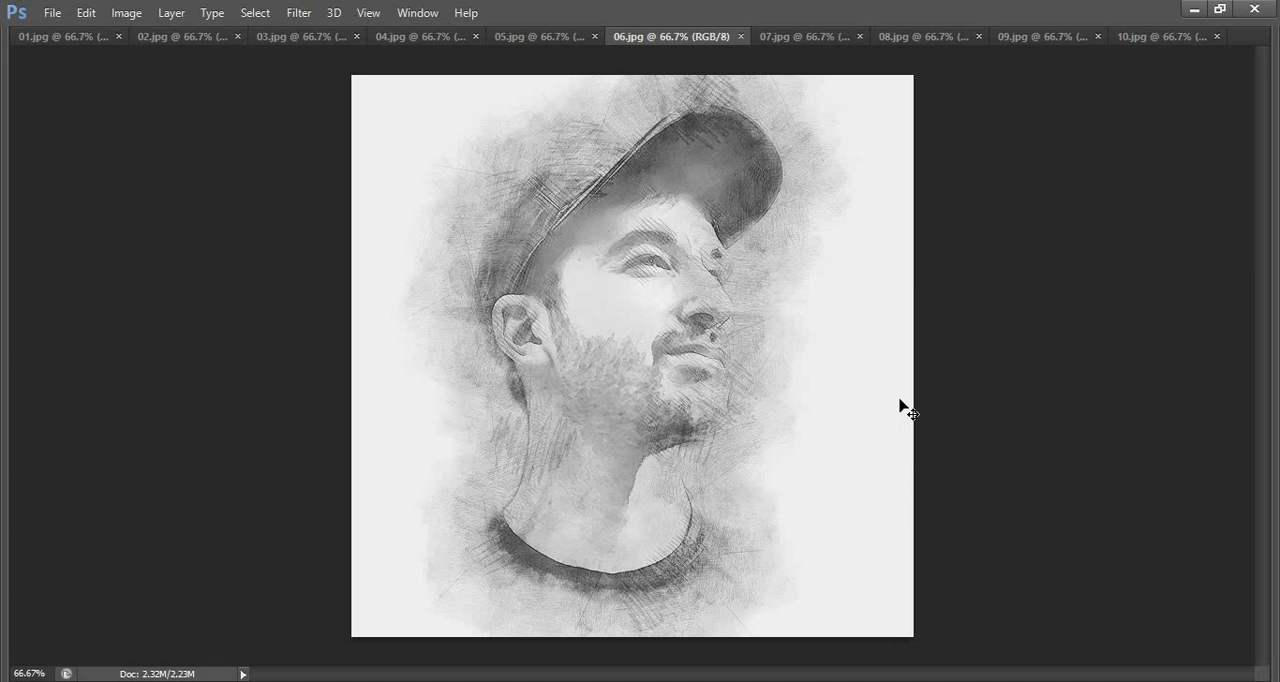 Ps File Edit Image Layer Type Select Filter 3D View Window Help
01.jpg @ 66.7% (... × 02.jpg @ 66.7% (... × 03.jpg @ 66.7% (... × 04.jpg @ 66.7% (... × 05.jpg @ 66.7% (... × 06.jpg @ 66.7% (RGB/8) × 07.jpg @ 66.7% (... × 08.jpg @ 66.7% (... × 09.jpg @ 66.7% (... × 10.jpg @ 66.7% (... ×
66.67% Doc: 2.32M/2.23M